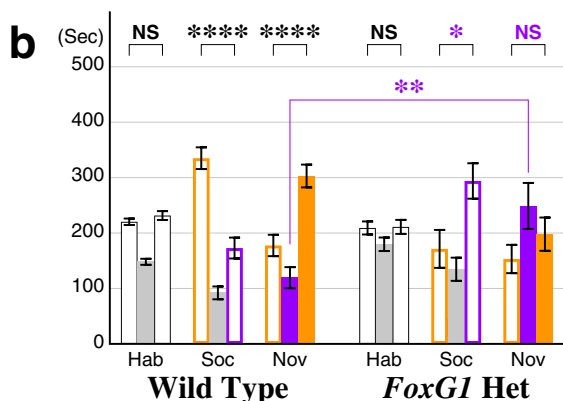 b
(Sec)
NS **** **** NS * NS
500
**
400
300
200
100
0
Hab Soc Nov Hab Soc Nov
Wild Type FoxG1 Het